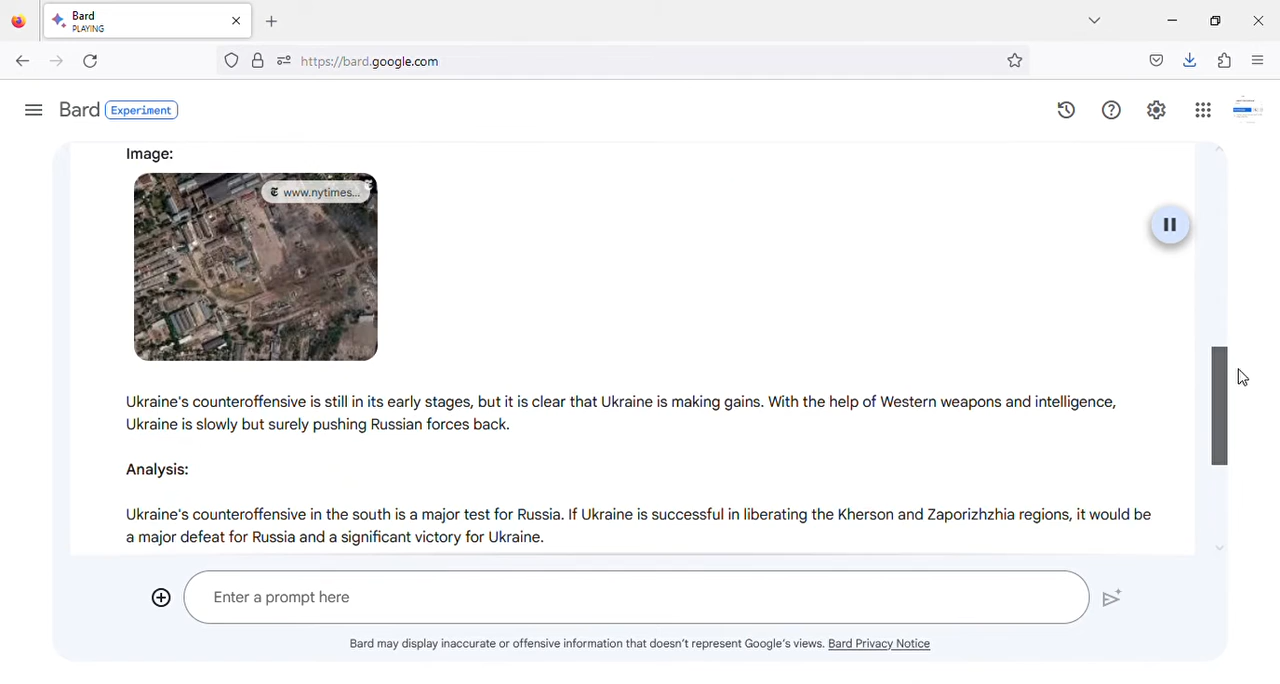 Bard
PLAYING
https://bard.google.com
Bard Experiment
Image:
www.nytimes...
Ukraine's counteroffensive is still in its early stages, but it is clear that Ukraine is making gains. With the help of Western weapons and intelligence,
Ukraine is slowly but surely pushing Russian forces back.
Analysis:
Ukraine's counteroffensive in the south is a major test for Russia. If Ukraine is successful in liberating the Kherson and Zaporizhzhia regions, it would be
a major defeat for Russia and a significant victory for Ukraine.
Enter a prompt here
Bard may display inaccurate or offensive information that doesn't represent Google's views. Bard Privacy Notice